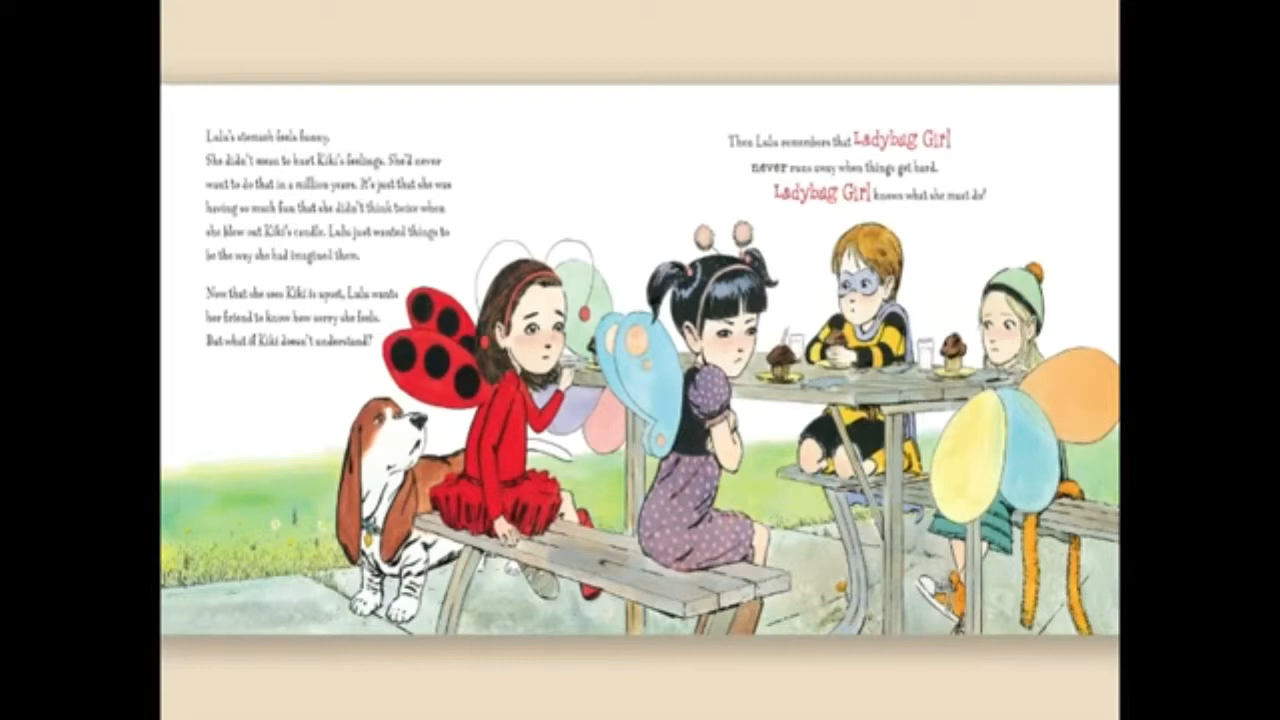 Lulu's stomach feels funny.
She didn't mean to hurt Kiki's feelings. She'd never
want to do that in a million years. It's just that she was
having so much fun that she didn't think twice when
she blew out Kiki's candle. Lulu just wanted things to
be the way she had imagined them.
Now that she sees Kiki is upset, Lulu wants
her friend to know how sorry she feels.
But what if Kiki doesn't understand?
Then Lulu remembers that Ladybug Girl
never runs away when things get hard.
Ladybug Girl knows what she must do!